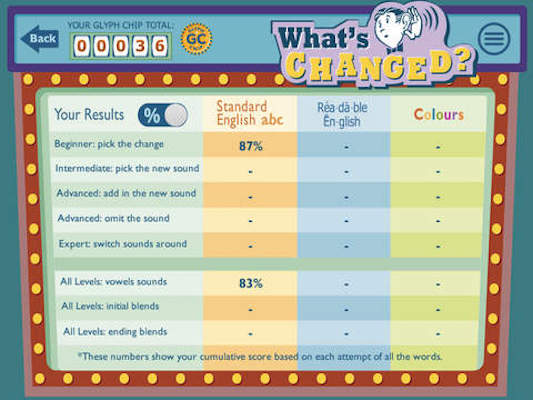 Back
YOUR GLYPH CHIP TOTAL:
00036
GC
What's
CHANGED?
Your Results %
Standard
English abc
Réa·dà·ble
Ên·glish
Colours
Beginner: pick the change 87% - -
Intermediate: pick the new sound - - -
Advanced: add in the new sound - - -
Advanced: omit the sound - - -
Expert: switch sounds around - - -
All Levels: vowels sounds 83% - -
All Levels: initial blends - - -
All Levels: ending blends - - -
*These numbers show your cumulative score based on each attempt of all the words.